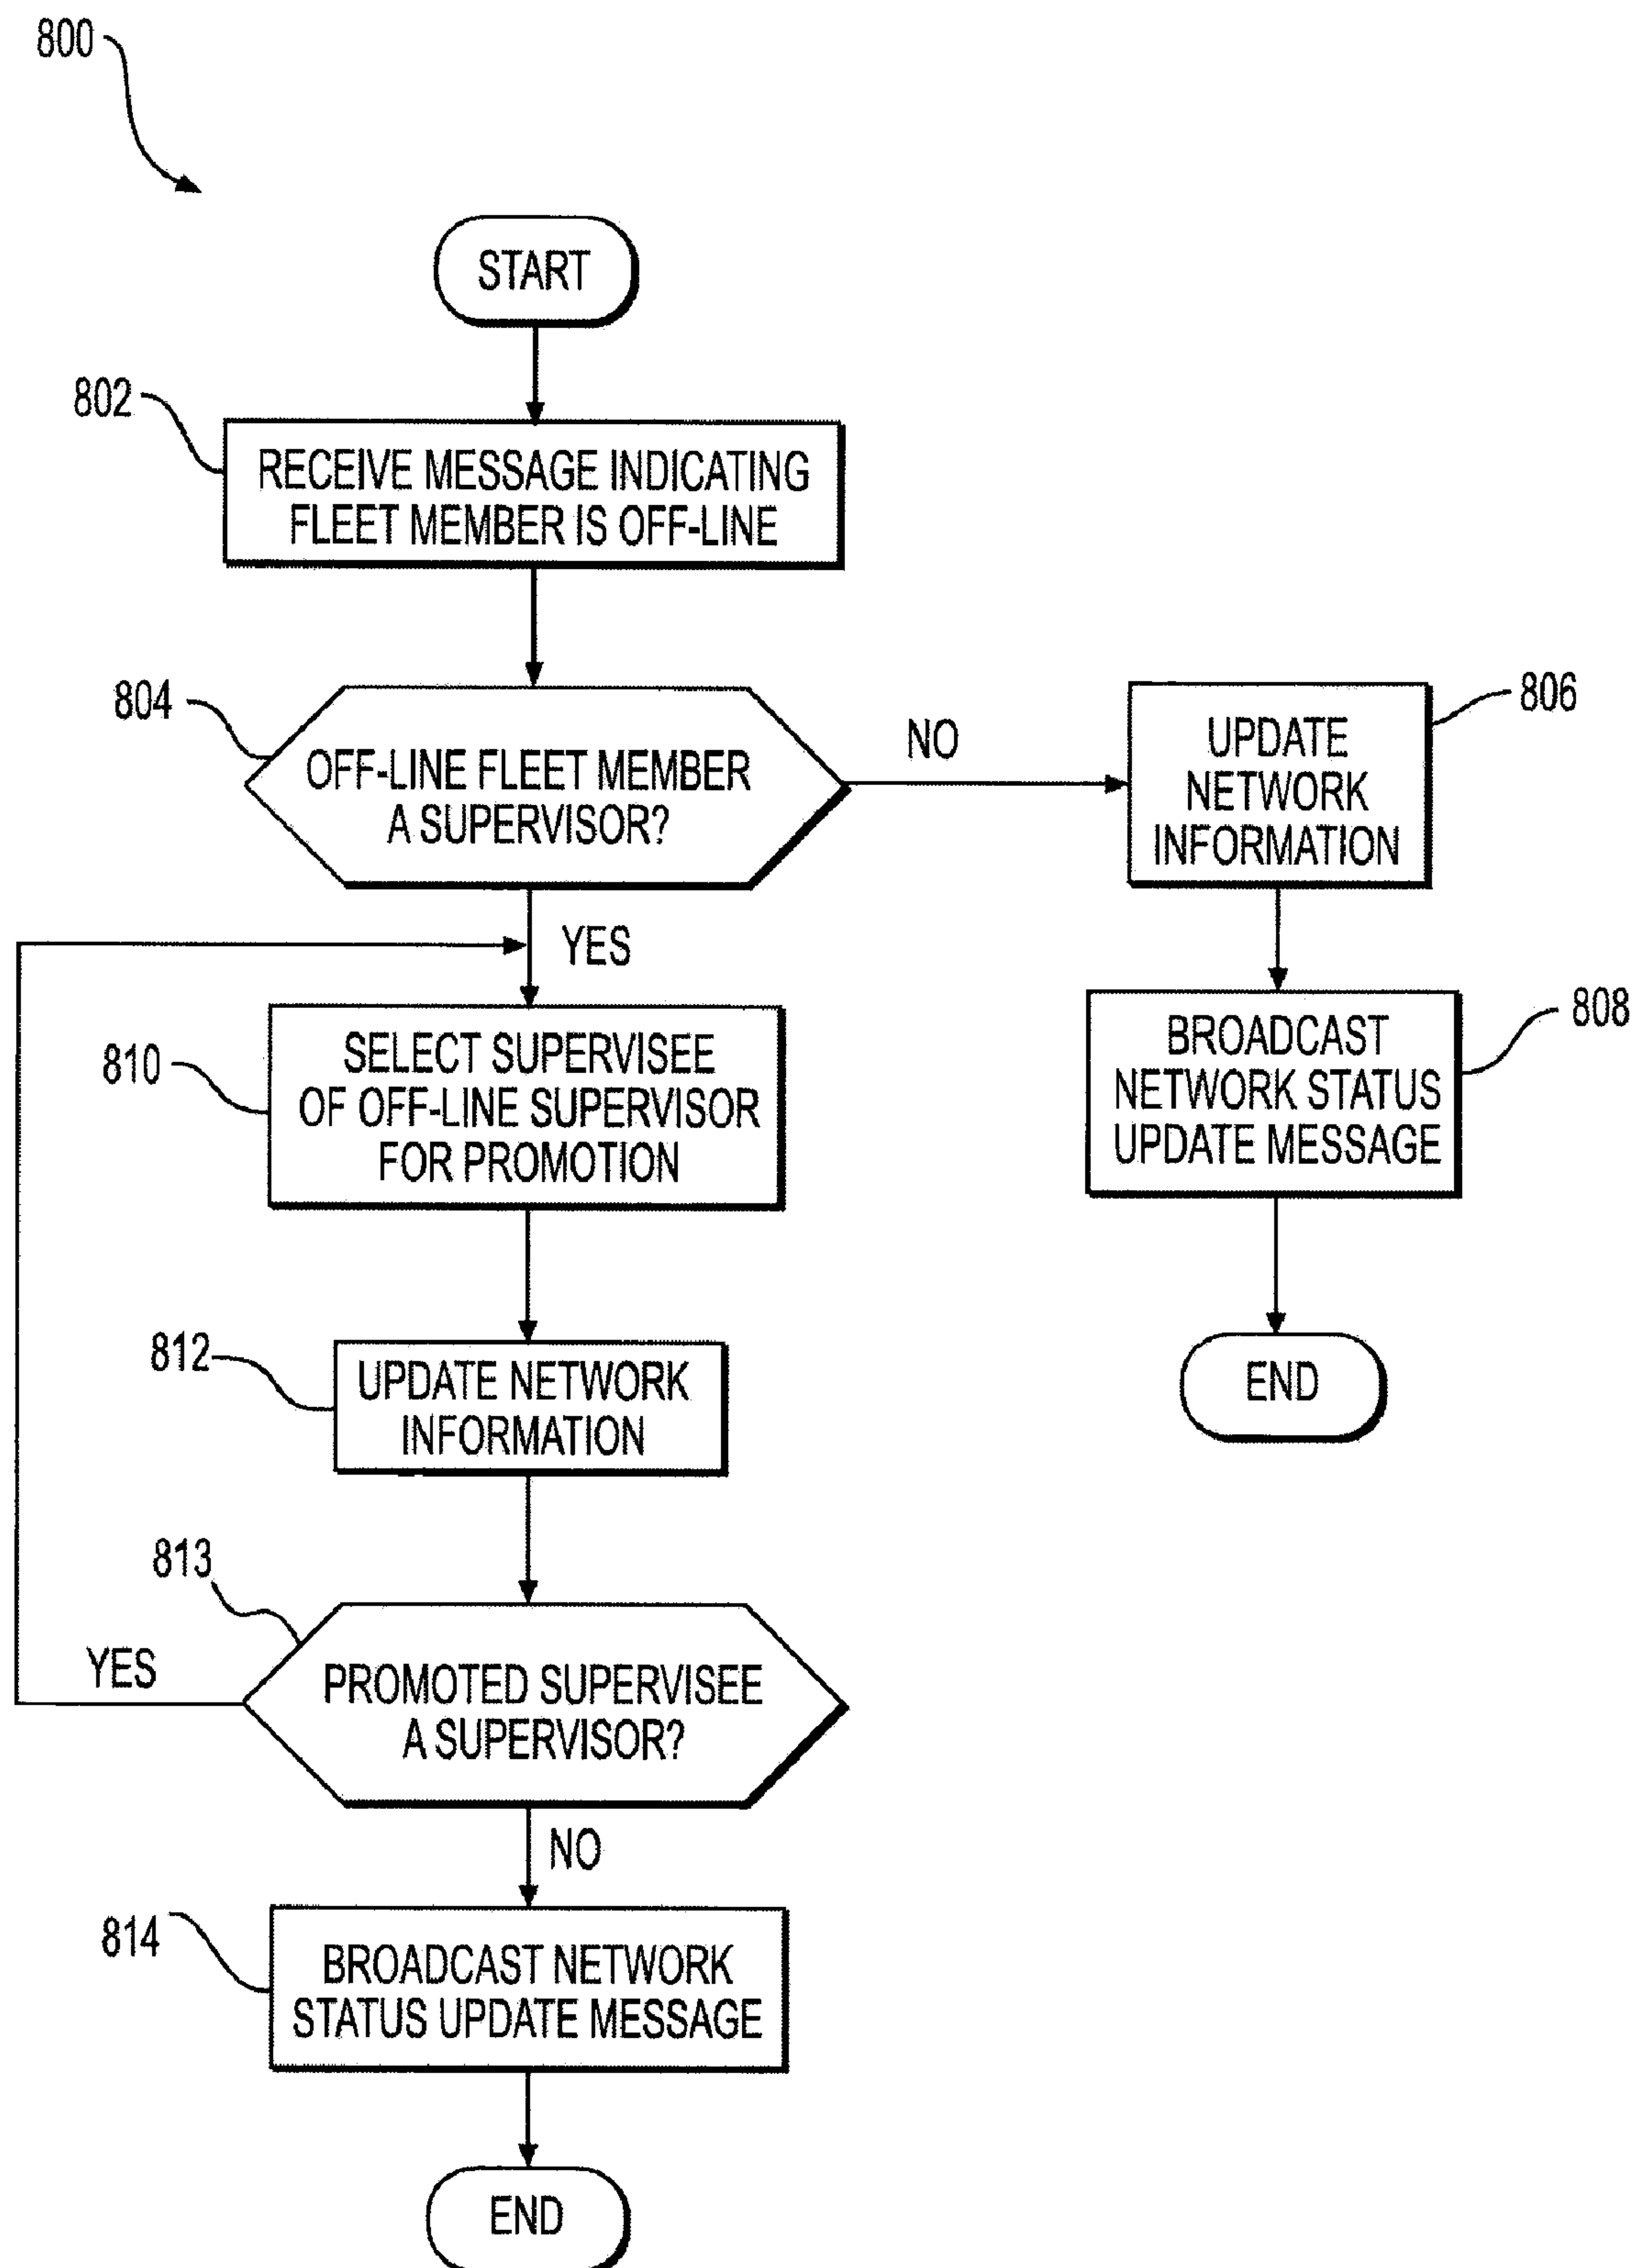 800
START
802
RECEIVE MESSAGE INDICATING
FLEET MEMBER IS OFF-LINE
804
OFF-LINE FLEET MEMBER
A SUPERVISOR?
NO
806
UPDATE
NETWORK
INFORMATION
YES
808
BROADCAST
NETWORK STATUS
UPDATE MESSAGE
END
810
SELECT SUPERVISEE
OF OFF-LINE SUPERVISOR
FOR PROMOTION
812
UPDATE NETWORK
INFORMATION
813
YES
PROMOTED SUPERVISEE
A SUPERVISOR?
NO
814
BROADCAST NETWORK
STATUS UPDATE MESSAGE
END